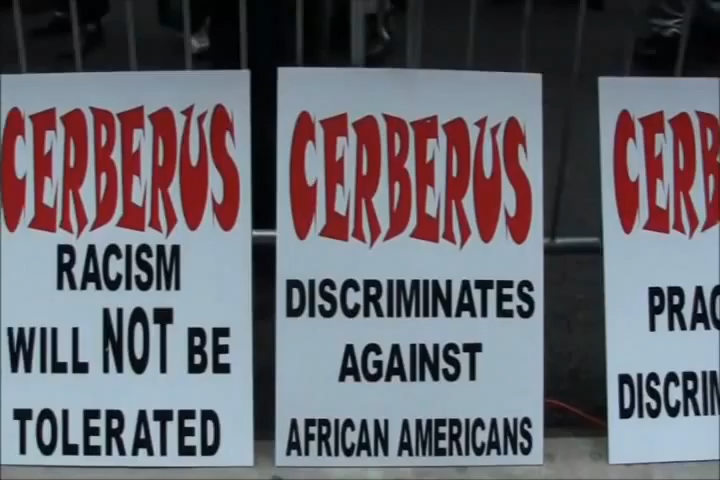 CERBERUS
RACISM
WILL NOT BE
TOLERATED
CERBERUS
DISCRIMINATES
AGAINST
AFRICAN AMERICANS
CERB
PRAC
DISCRIM